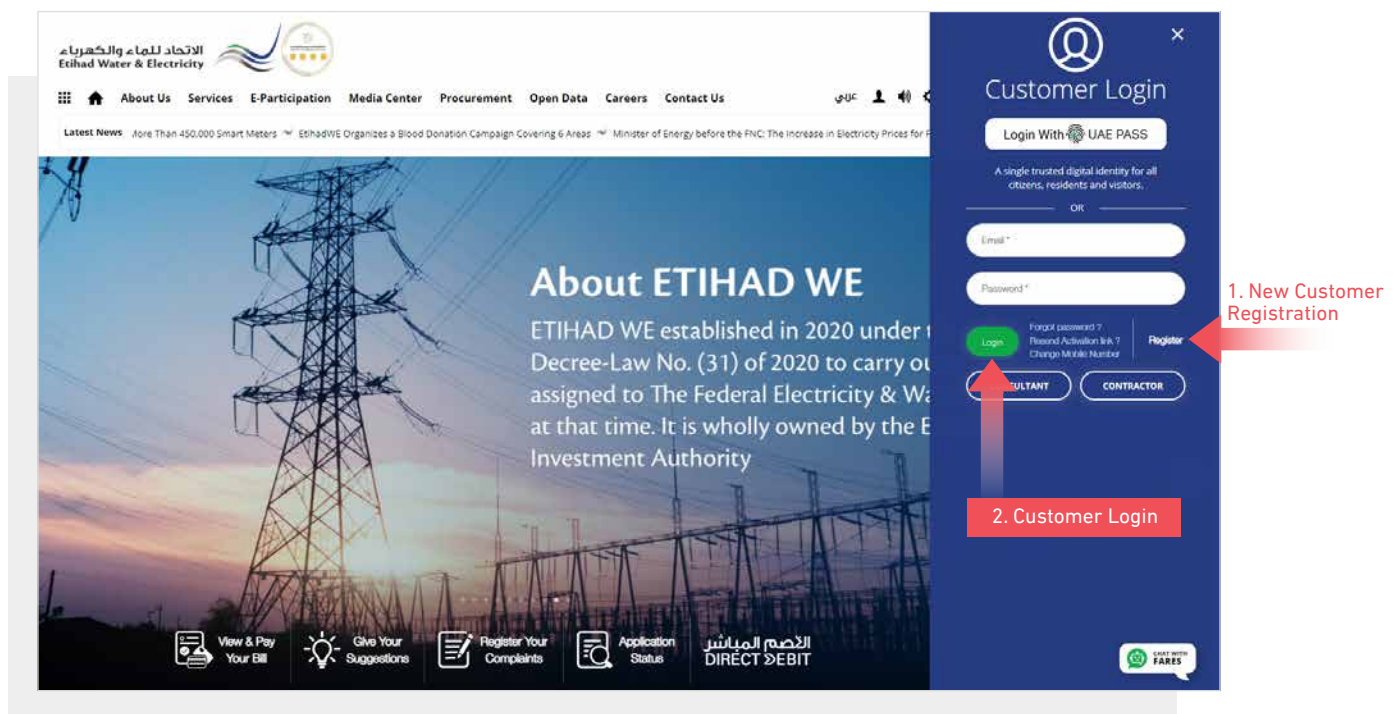 الاتحاد للماء والكهرباء
Etihad Water & Electricity
About Us Services E-Participation Media Center Procurement Open Data Careers Contact Us
عربي
Latest News More Than 450,000 Smart Meters EtihadWE Organizes a Blood Donation Campaign Covering 6 Areas Minister of Energy before the FNC: The Increase in Electricity Prices for F
About ETIHAD WE
ETIHAD WE established in 2020 under
Decree-Law No. (31) of 2020 to carry ou
assigned to The Federal Electricity & Wa
at that time. It is wholly owned by the E
Investment Authority
View & Pay
Your Bill
Give Your
Suggestions
Register Your
Complaints
Application
Status
الخصم المباشر
DIRECT DEBIT
Customer Login
Login With UAE PASS
A single trusted digital identity for all
citizens, residents and visitors.
OR
Email *
Password *
Login
Forgot password ?
Resend Activation link ?
Change Mobile Number
Register
SULTANT
CONTRACTOR
1. New Customer
Registration
2. Customer Login
CHAT WITH
FARES